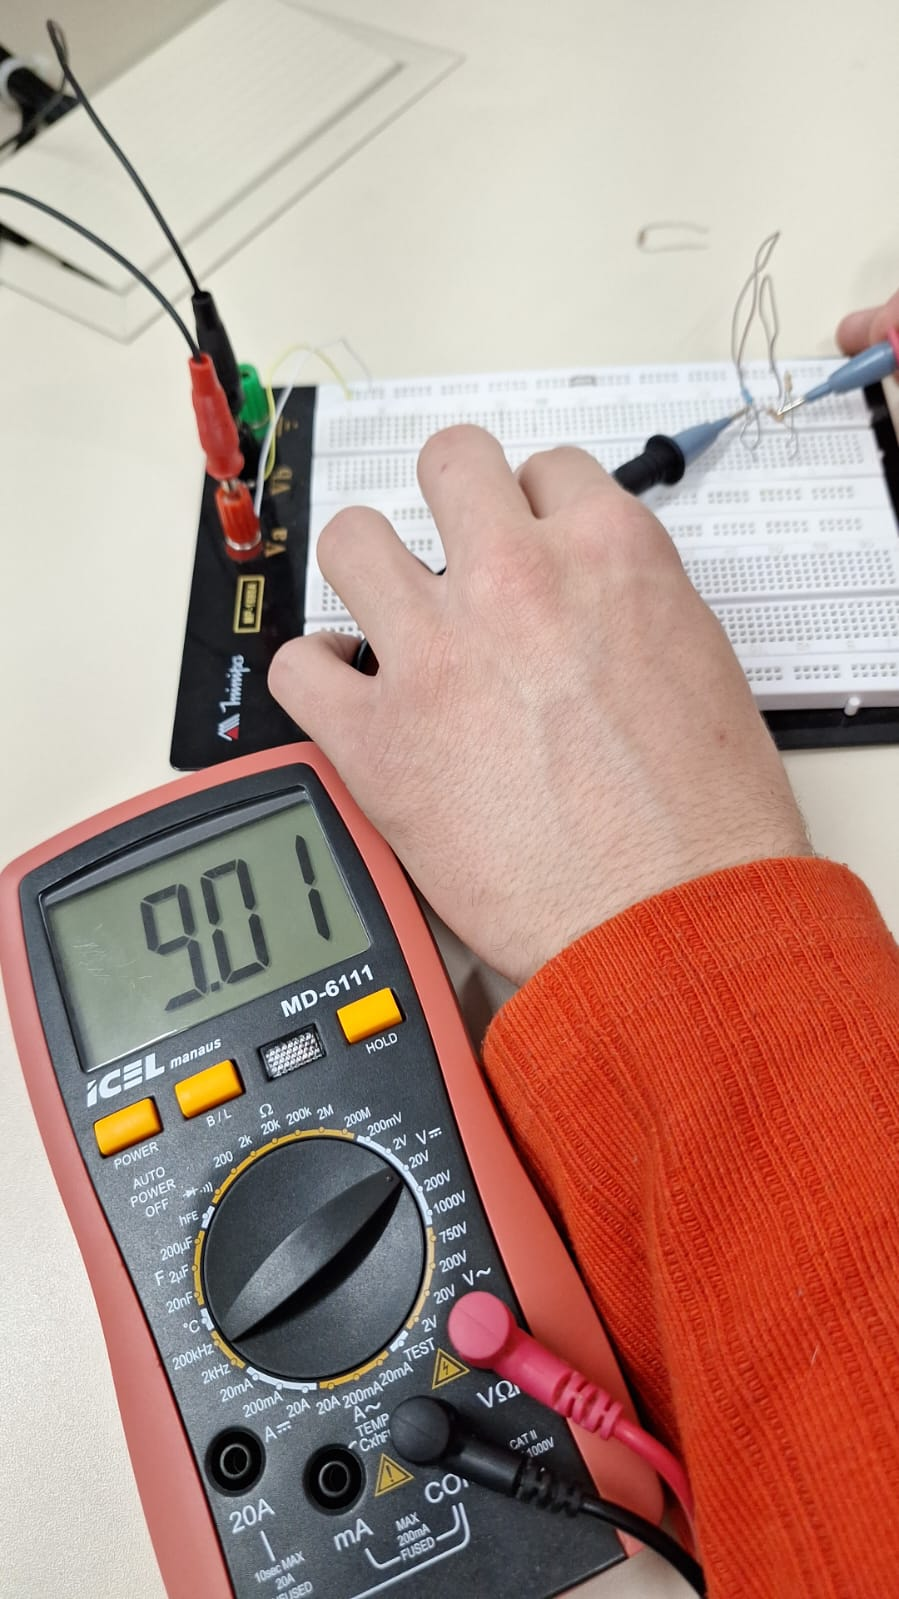 Vb
Va
MP-1680A
Minipa
9.01
MD-6111
HOLD
iCEL manaus
B / L
POWER
AUTO
POWER
OFF
Ω
200
2k
20k
200k
2M
200M
200mV
2V
V⎓
20V
200V
1000V
750V
200V
V~
20V
2V
TEST
hFE
200µF
F 2µF
20nF
°C
200kHz
2kHz
20mA
200mA
20A
A⎓
20A
200mA
20mA
A~
TEMP
VΩ
CAT II
1000V
20A
mA
COM
10sec MAX
20A
FUSED
MAX
200mA
FUSED